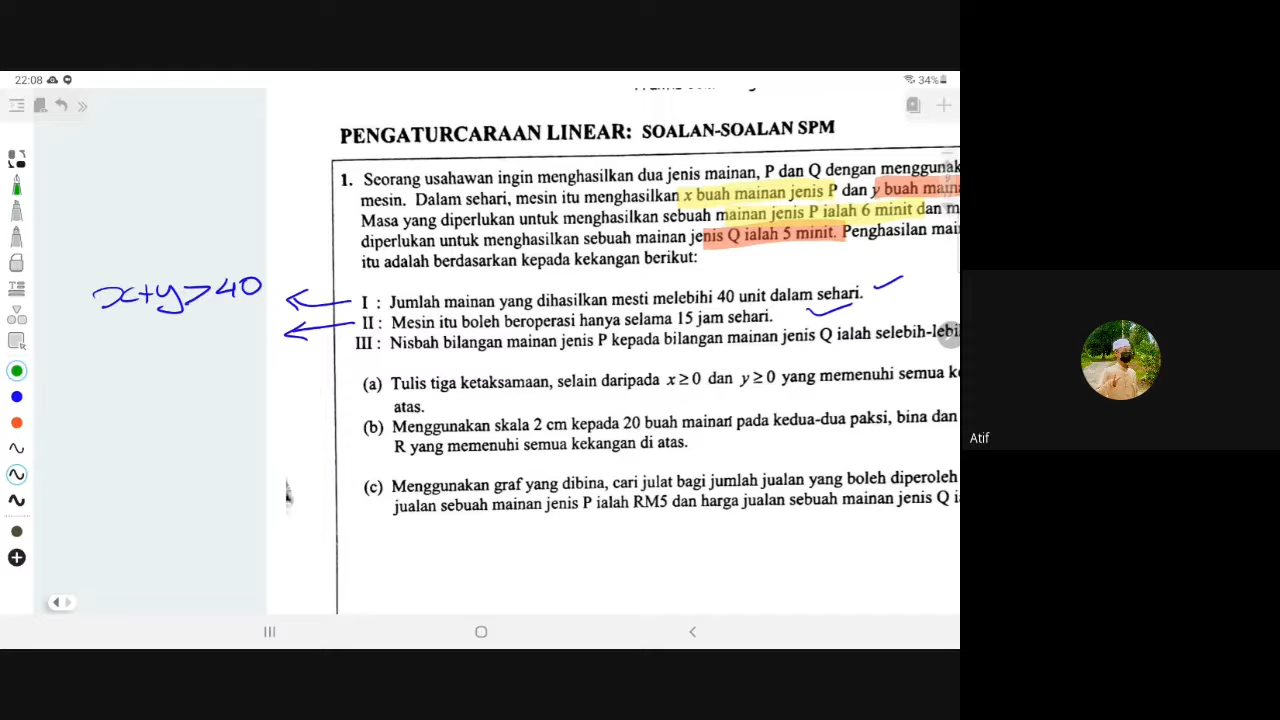 22:08
34%
PENGATURCARAAN LINEAR: SOALAN-SOALAN SPM
1. Seorang usahawan ingin menghasilkan dua jenis mainan, P dan Q dengan menggunak
mesin. Dalam sehari, mesin itu menghasilkan x buah mainan jenis P dan y buah main
Masa yang diperlukan untuk menghasilkan sebuah mainan jenis P ialah 6 minit dan m
diperlukan untuk menghasilkan sebuah mainan jenis Q ialah 5 minit. Penghasilan mai
itu adalah berdasarkan kepada kekangan berikut:
x+y>40
I : Jumlah mainan yang dihasilkan mesti melebihi 40 unit dalam sehari.
II : Mesin itu boleh beroperasi hanya selama 15 jam sehari.
III : Nisbah bilangan mainan jenis P kepada bilangan mainan jenis Q ialah selebih-lebi
(a) Tulis tiga ketaksamaan, selain daripada x ≥ 0 dan y ≥ 0 yang memenuhi semua k
atas.
(b) Menggunakan skala 2 cm kepada 20 buah mainan pada kedua-dua paksi, bina dan
R yang memenuhi semua kekangan di atas.
(c) Menggunakan graf yang dibina, cari julat bagi jumlah jualan yang boleh diperoleh
jualan sebuah mainan jenis P ialah RM5 dan harga jualan sebuah mainan jenis Q i
Atif